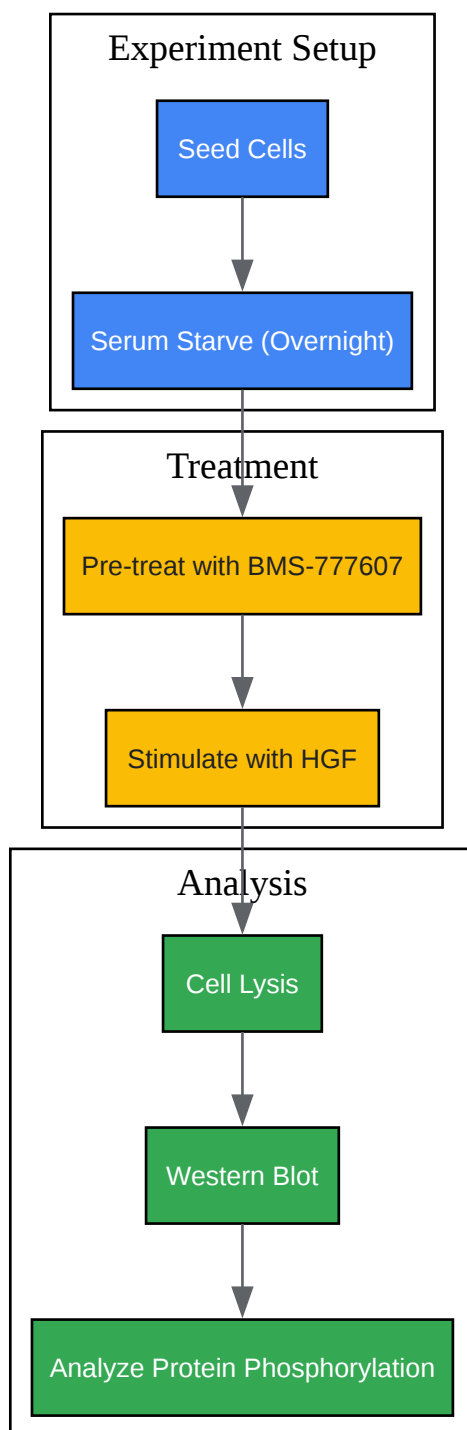 Experiment Setup
Seed Cells
Serum Starve (Overnight)
Treatment
Pre-treat with BMS-777607
Stimulate with HGF
Analysis
Cell Lysis
Western Blot
Analyze Protein Phosphorylation